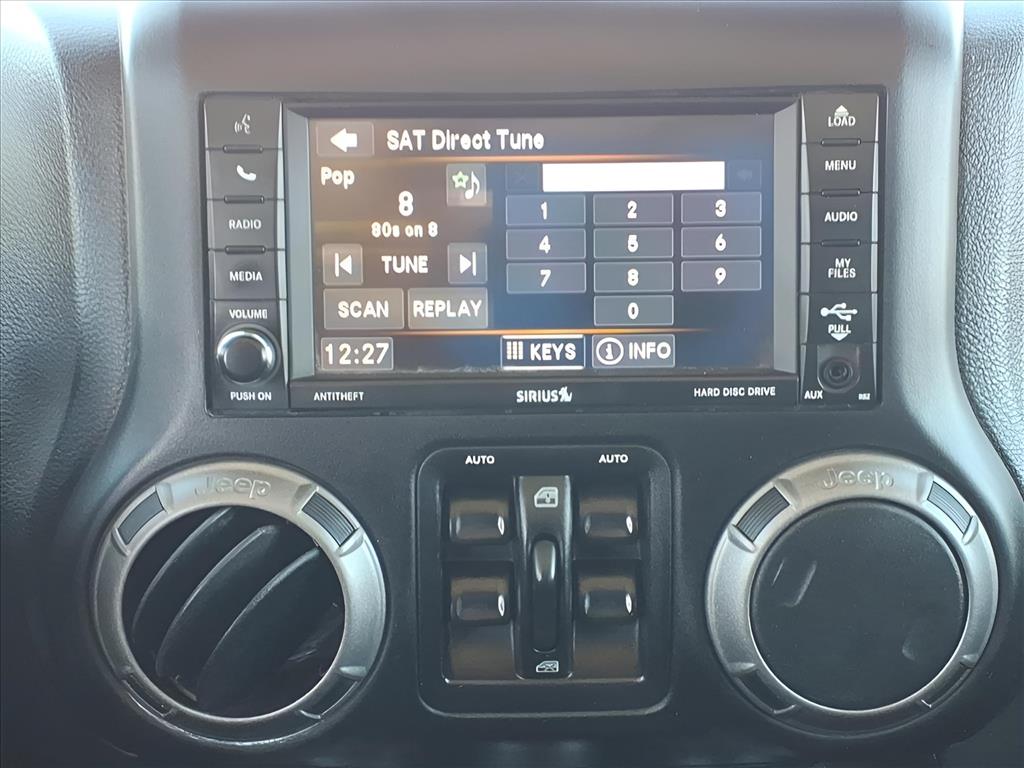 LOAD
MENU
RADIO
AUDIO
MEDIA
MY
FILES
VOLUME
PULL
PUSH ON
ANTITHEFT
SIRIUS
HARD DISC DRIVE
AUX
SAT Direct Tune
Pop
8
80s on 8
TUNE
SCAN REPLAY
12:27
1 2 3
4 5 6
7 8 9
0
KEYS
INFO
AUTO AUTO
Jeep
Jeep